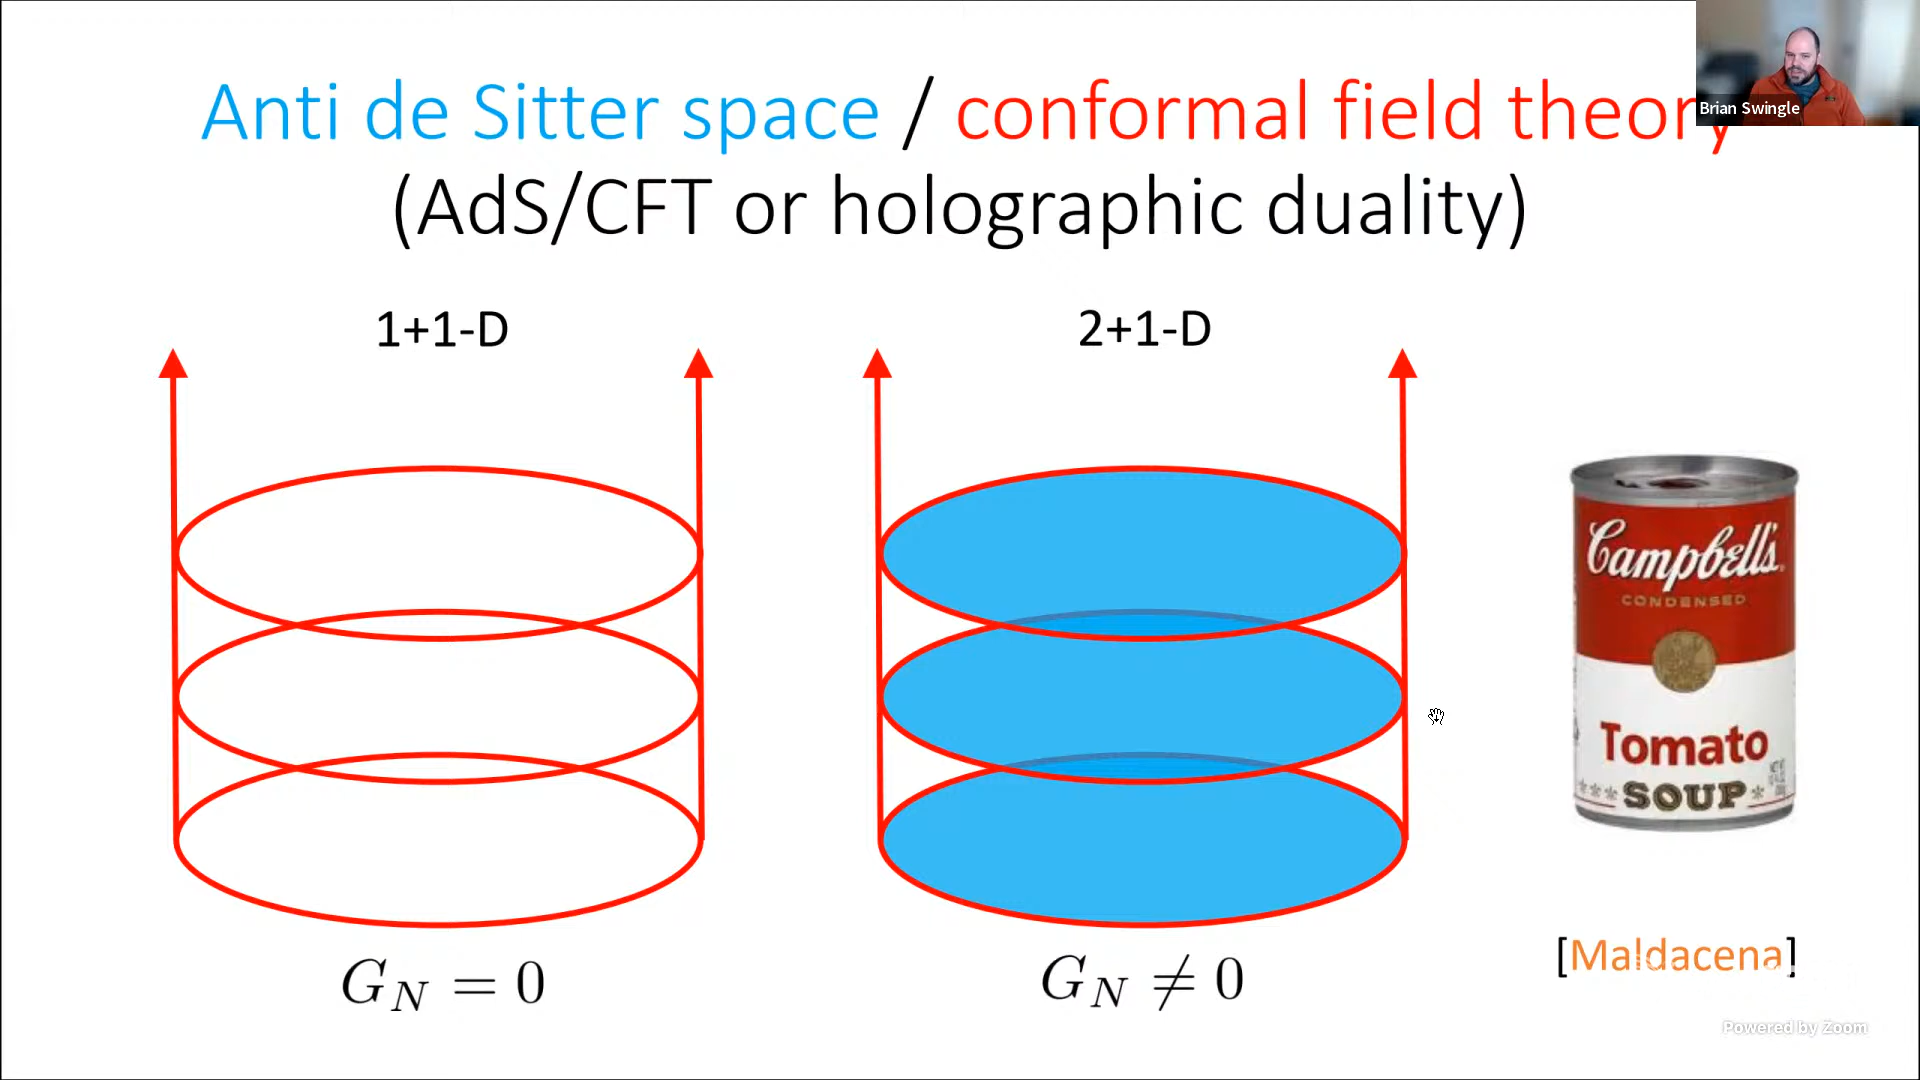 Anti de Sitter space / conformal field theory
(AdS/CFT or holographic duality)
Brian Swingle
1+1-D
2+1-D
Campbell's
CONDENSED
Tomato
SOUP
G_N = 0
G_N ≠ 0
[Maldacena]
Powered by Zoom